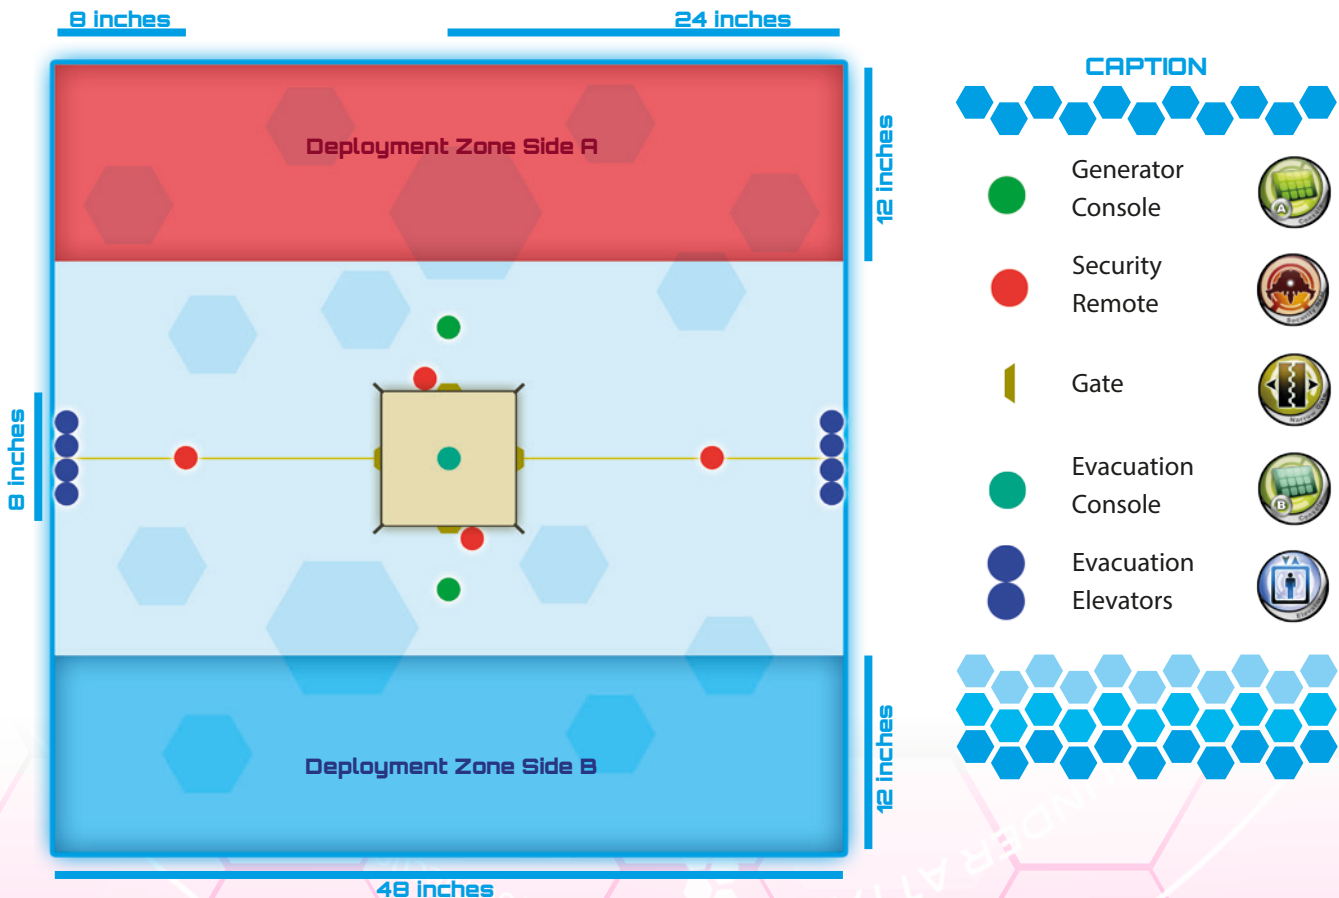 8 inches
24 inches
CAPTION
Deployment Zone Side A
12 inches
Generator
Console
A
Security
Remote
Gate
8 inches
Evacuation
Console
B
Evacuation
Elevators
Deployment Zone Side B
12 inches
48 inches